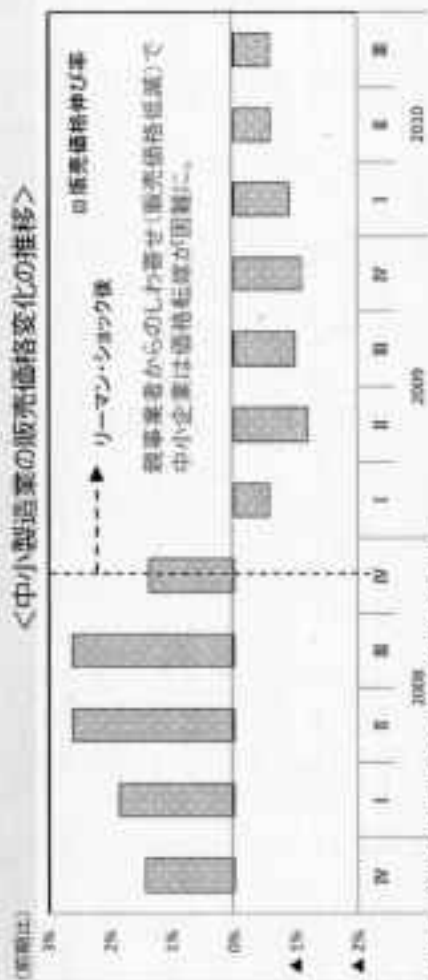 <中小製造業の販売価格変化の推移>
(前期比)
3%
2%
1%
0%
▲ 1%
▲ 2%
販売価格伸び率
リーマン・ショック後
親事業者からのしわ寄せ(販売価格低減)で
中小企業は価格転嫁が困難に。
IV I II III IV I II III IV I II III
2008 2009 2010